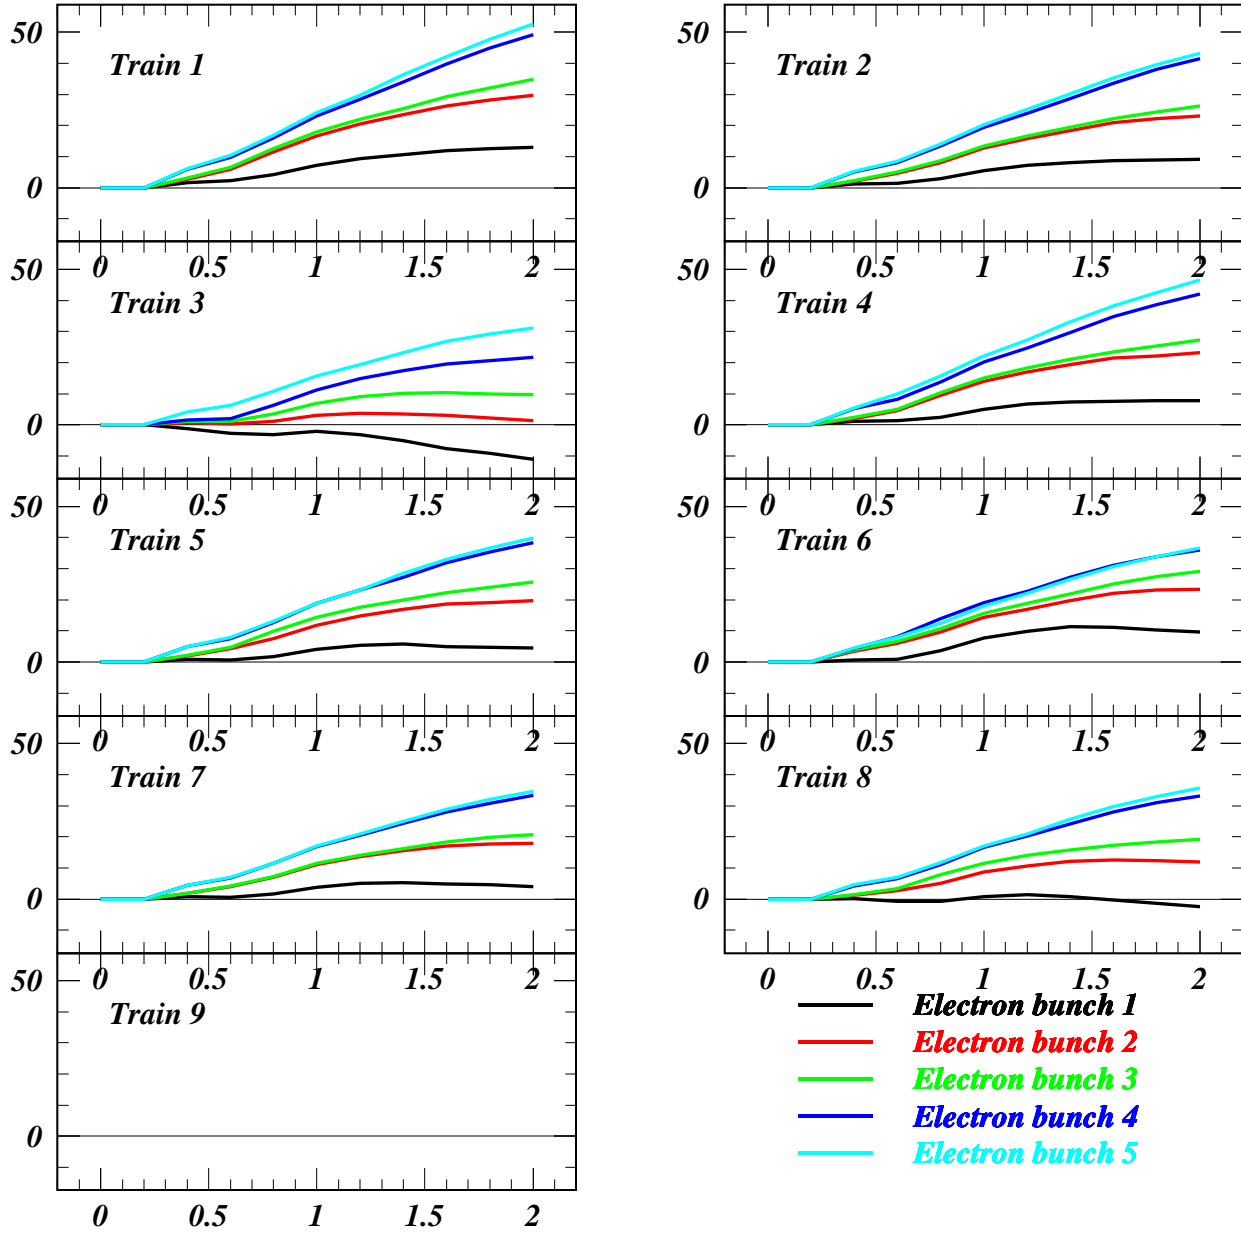 50
Train 1
0
50
Train 2
0
0 0.5 1 1.5 2
50
Train 3
0
0 0.5 1 1.5 2
50
Train 4
0
0 0.5 1 1.5 2
50
Train 5
0
0 0.5 1 1.5 2
50
Train 6
0
0 0.5 1 1.5 2
50
Train 7
0
0 0.5 1 1.5 2
50
Train 8
0
0 0.5 1 1.5 2
50
Train 9
0
0 0.5 1 1.5 2
0 0.5 1 1.5 2
Electron bunch 1
Electron bunch 2
Electron bunch 3
Electron bunch 4
Electron bunch 5